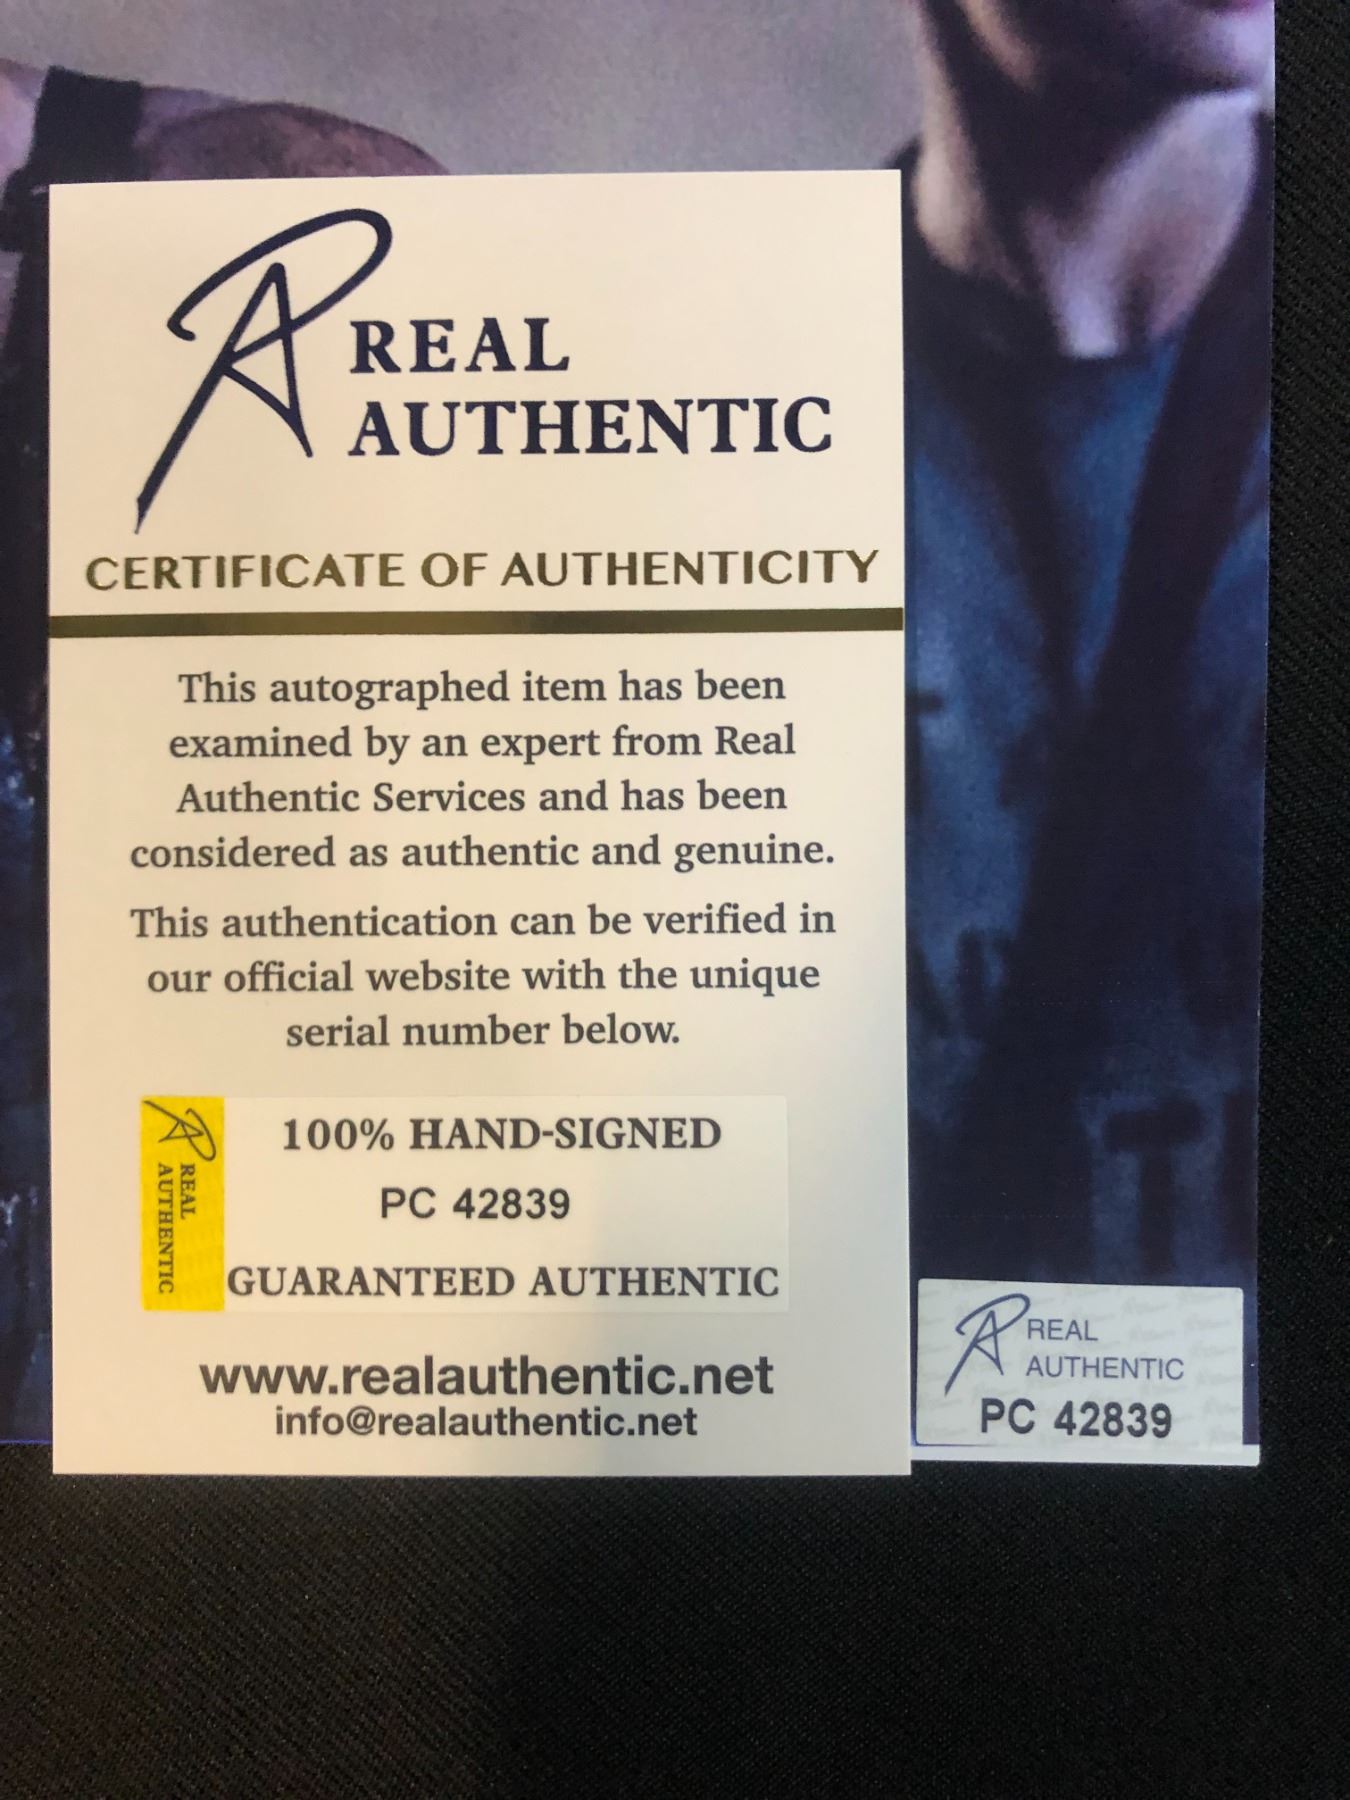 REAL
AUTHENTIC
CERTIFICATE OF AUTHENTICITY
This autographed item has been
examined by an expert from Real
Authentic Services and has been
considered as authentic and genuine.
This authentication can be verified in
our official website with the unique
serial number below.
REAL
AUTHENTIC
100% HAND-SIGNED
PC 42839
GUARANTEED AUTHENTIC
www.realauthentic.net
info@realauthentic.net
REAL
AUTHENTIC
PC 42839